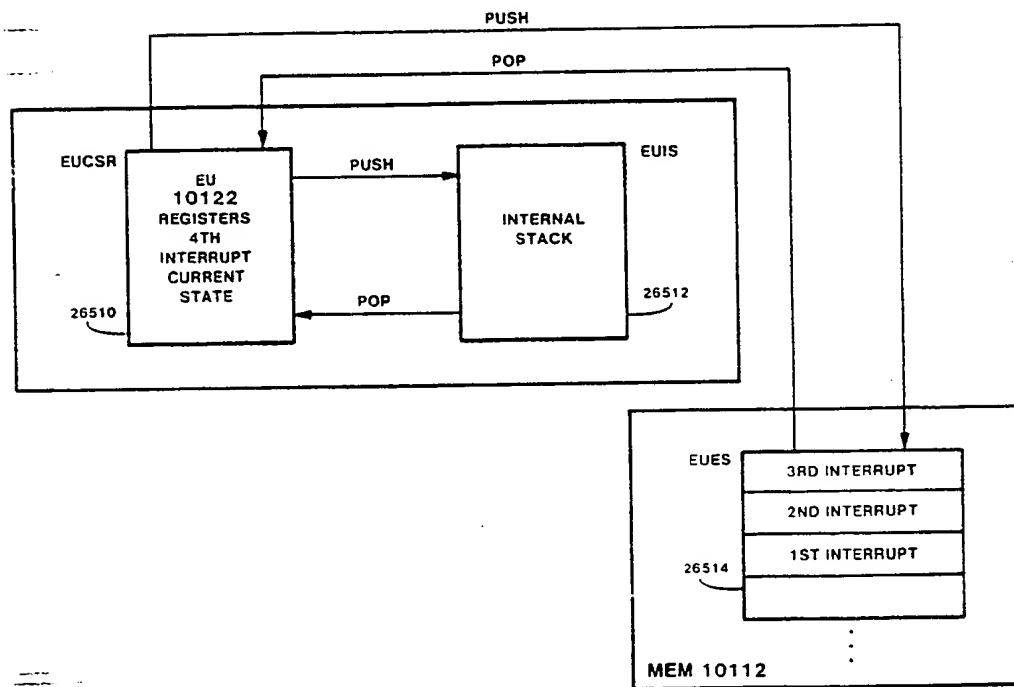 PUSH
POP
EUCSR
EU
10122
REGISTERS
4TH
INTERRUPT
CURRENT
STATE
26510
PUSH
POP
EUIS
INTERNAL
STACK
26512
EUES
3RD INTERRUPT
2ND INTERRUPT
1ST INTERRUPT
26514
MEM 10112